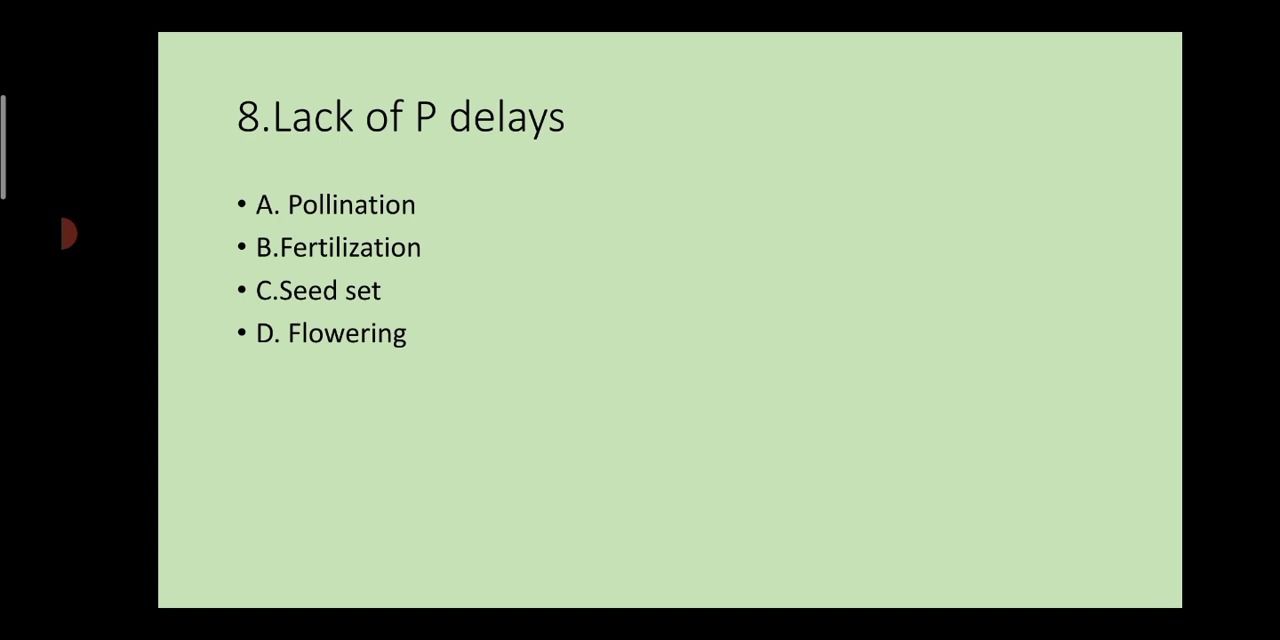 8.Lack of P delays
• A. Pollination
• B.Fertilization
• C.Seed set
• D. Flowering